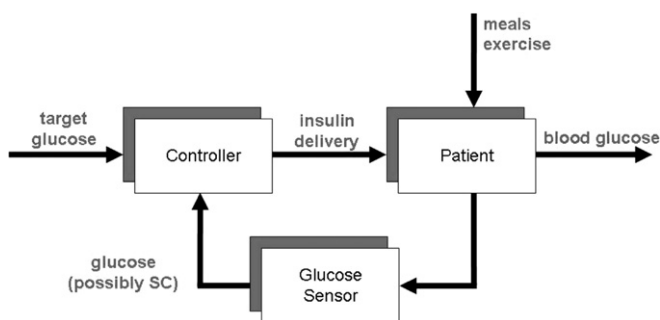 meals
exercise
target
glucose
Controller
insulin
delivery
Patient
blood glucose
glucose
(possibly SC)
Glucose
Sensor